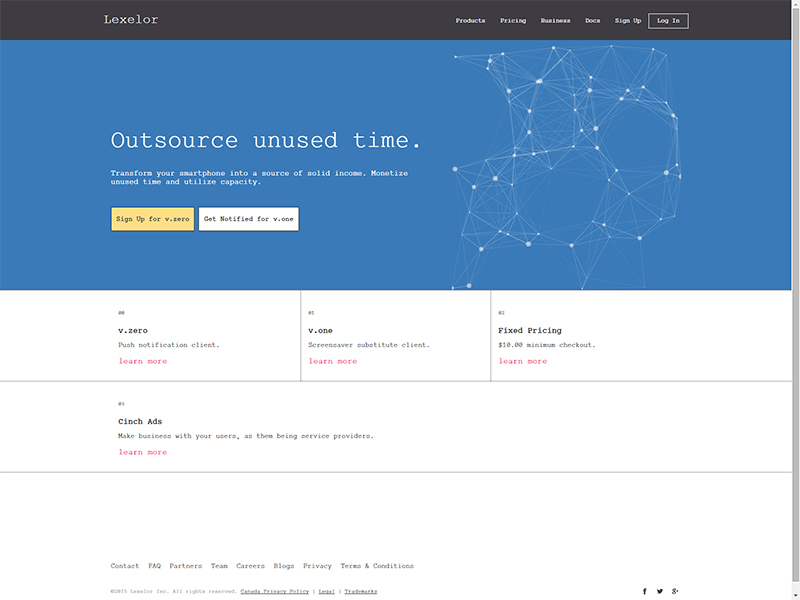 Lexelor
Products Pricing Business Docs Sign Up Log In
Outsource unused time.
Transform your smartphone into a source of solid income. Monetize
unused time and utilize capacity.
Sign Up for v.zero Get Notified for v.one
00 01 02
v.zero v.one Fixed Pricing
Push notification client. Screensaver substitute client. $10.00 minimum checkout.
learn more learn more learn more
Cinch Ads
Make business with your users, as them being service providers.
learn more
Contact FAQ Partners Team Careers Blogs Privacy Terms & Conditions
©2015 Lexelor Inc. All rights reserved. Canada Privacy Policy | Legal | Trademarks